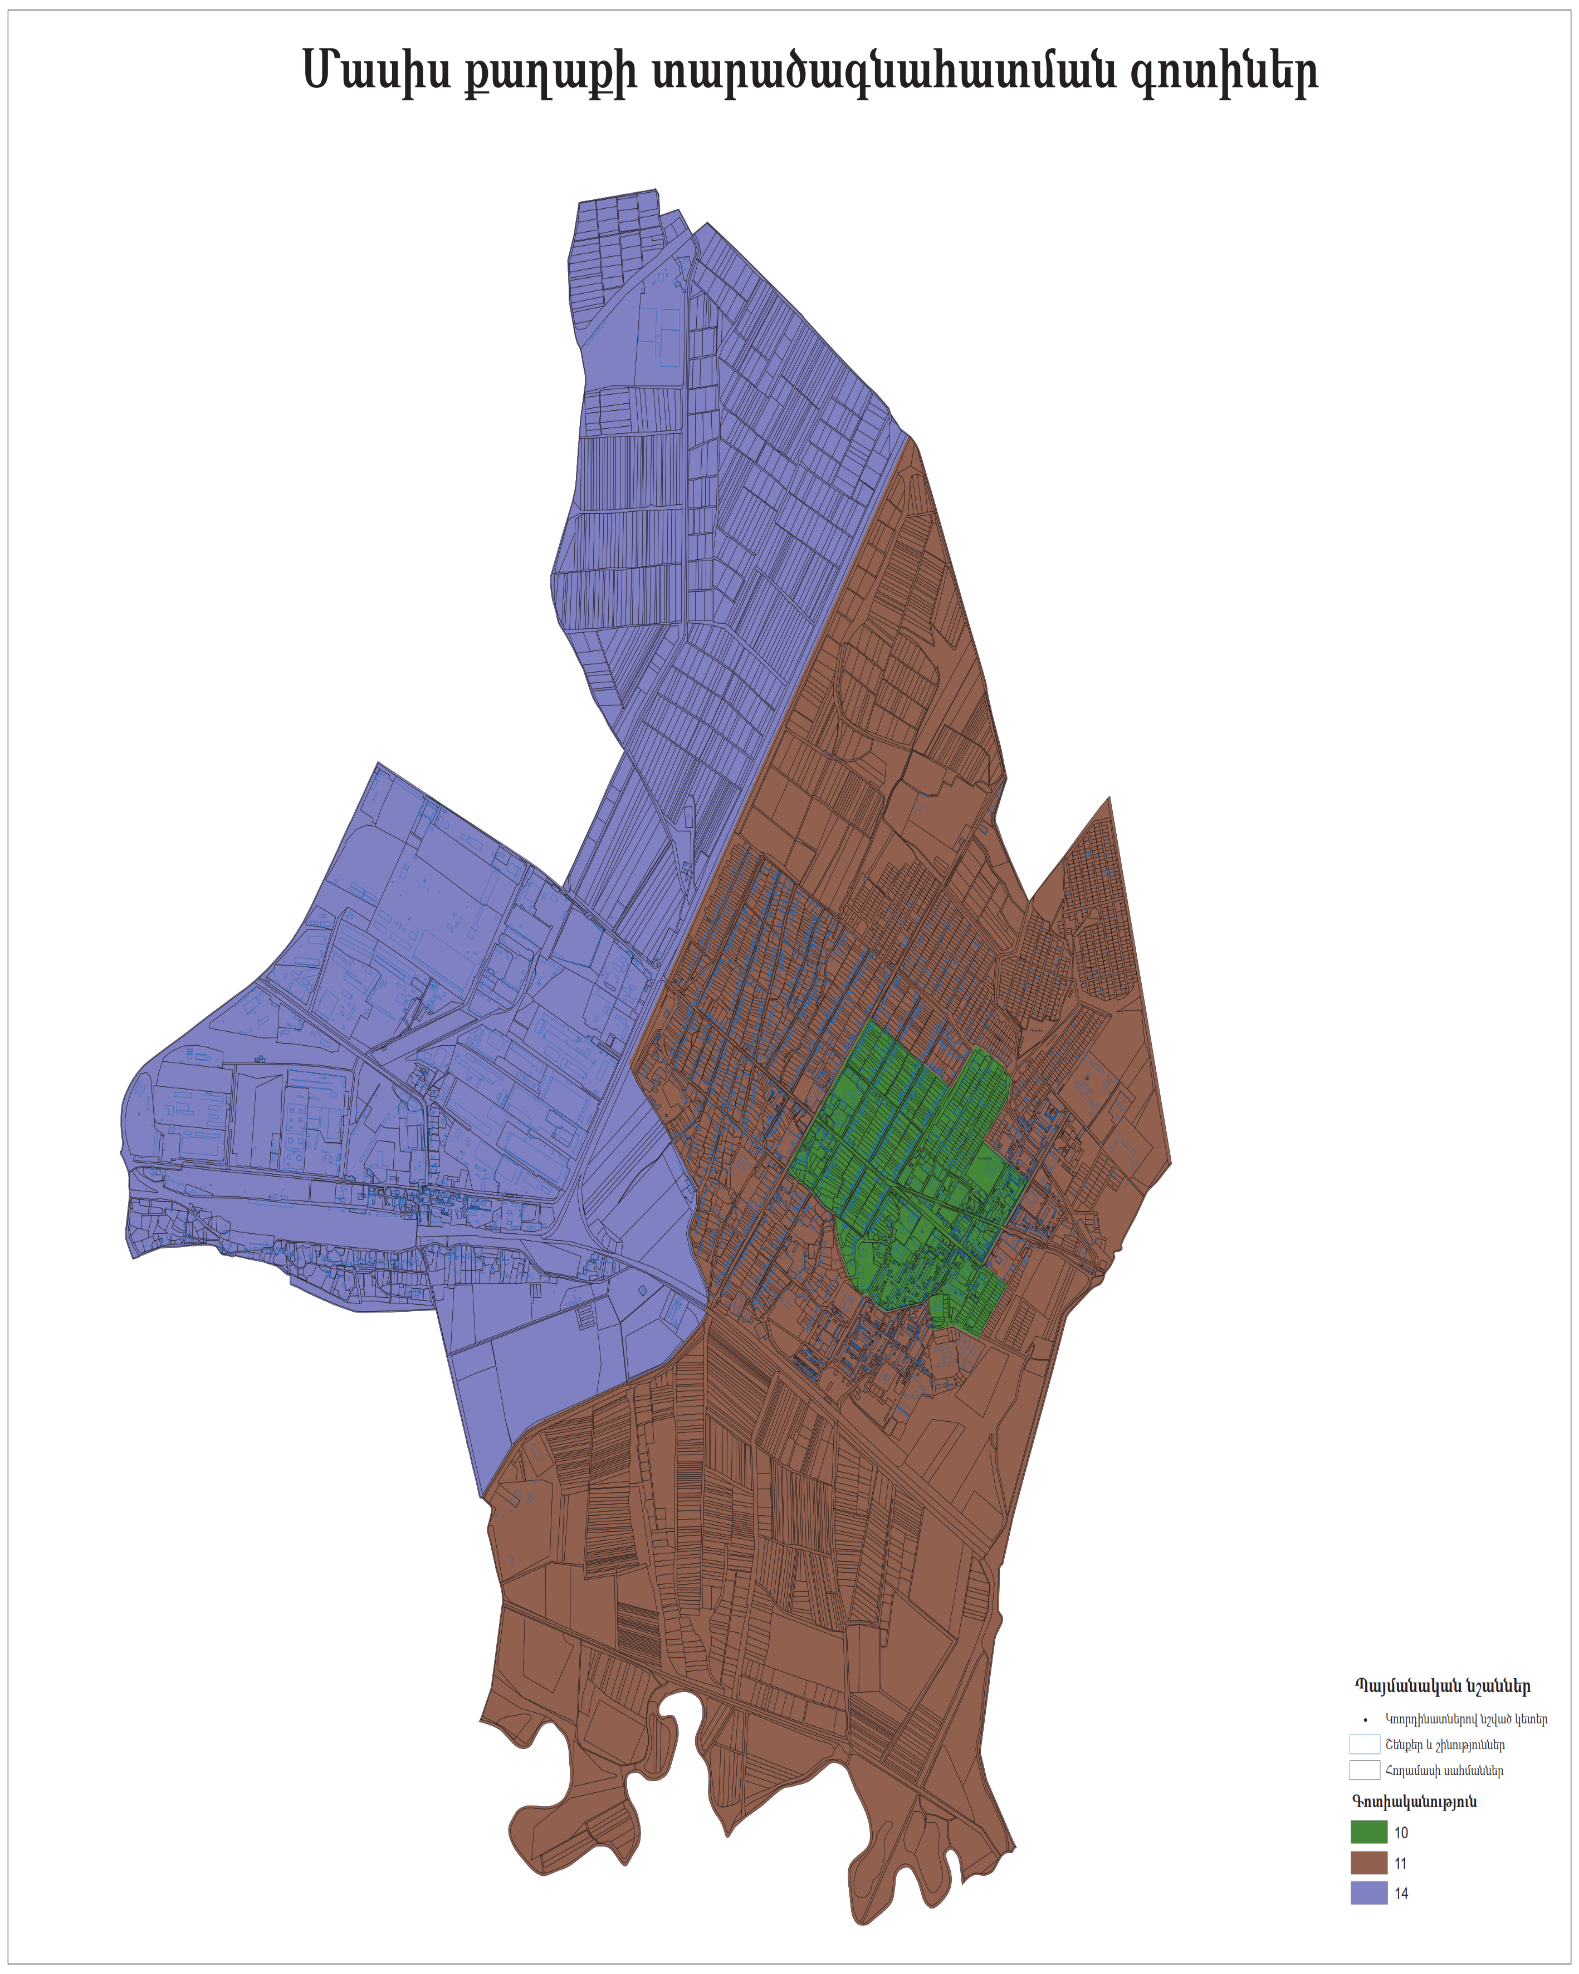 Մասիս քաղաքի տարածագնահատման գոտիներ
Պայմանական նշաններ
Կոորդինատներով նշված կետեր
Շենքեր և շինություններ
Հողամասի սահմաններ
Գոտիականություն
10
11
14